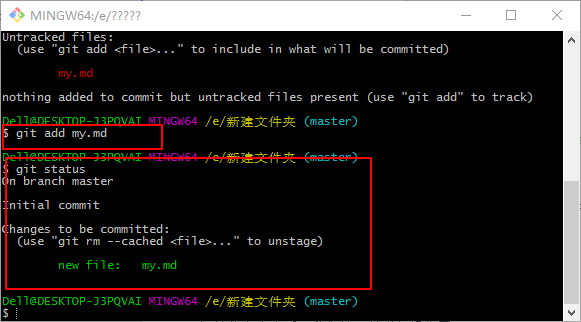 MINGW64:/e/?????
Untracked files:
(use "git add <file>..." to include in what will be committed)
my.md
nothing added to commit but untracked files present (use "git add" to track)
Dell@DESKTOP-J3PQVAI MINGW64 /e/新建文件夹 (master)
$ git add my.md
Dell@DESKTOP-J3PQVAI MINGW64 /e/新建文件夹 (master)
$ git status
On branch master
Initial commit
Changes to be committed:
(use "git rm --cached <file>..." to unstage)
new file:   my.md
Dell@DESKTOP-J3PQVAI MINGW64 /e/新建文件夹 (master)
$